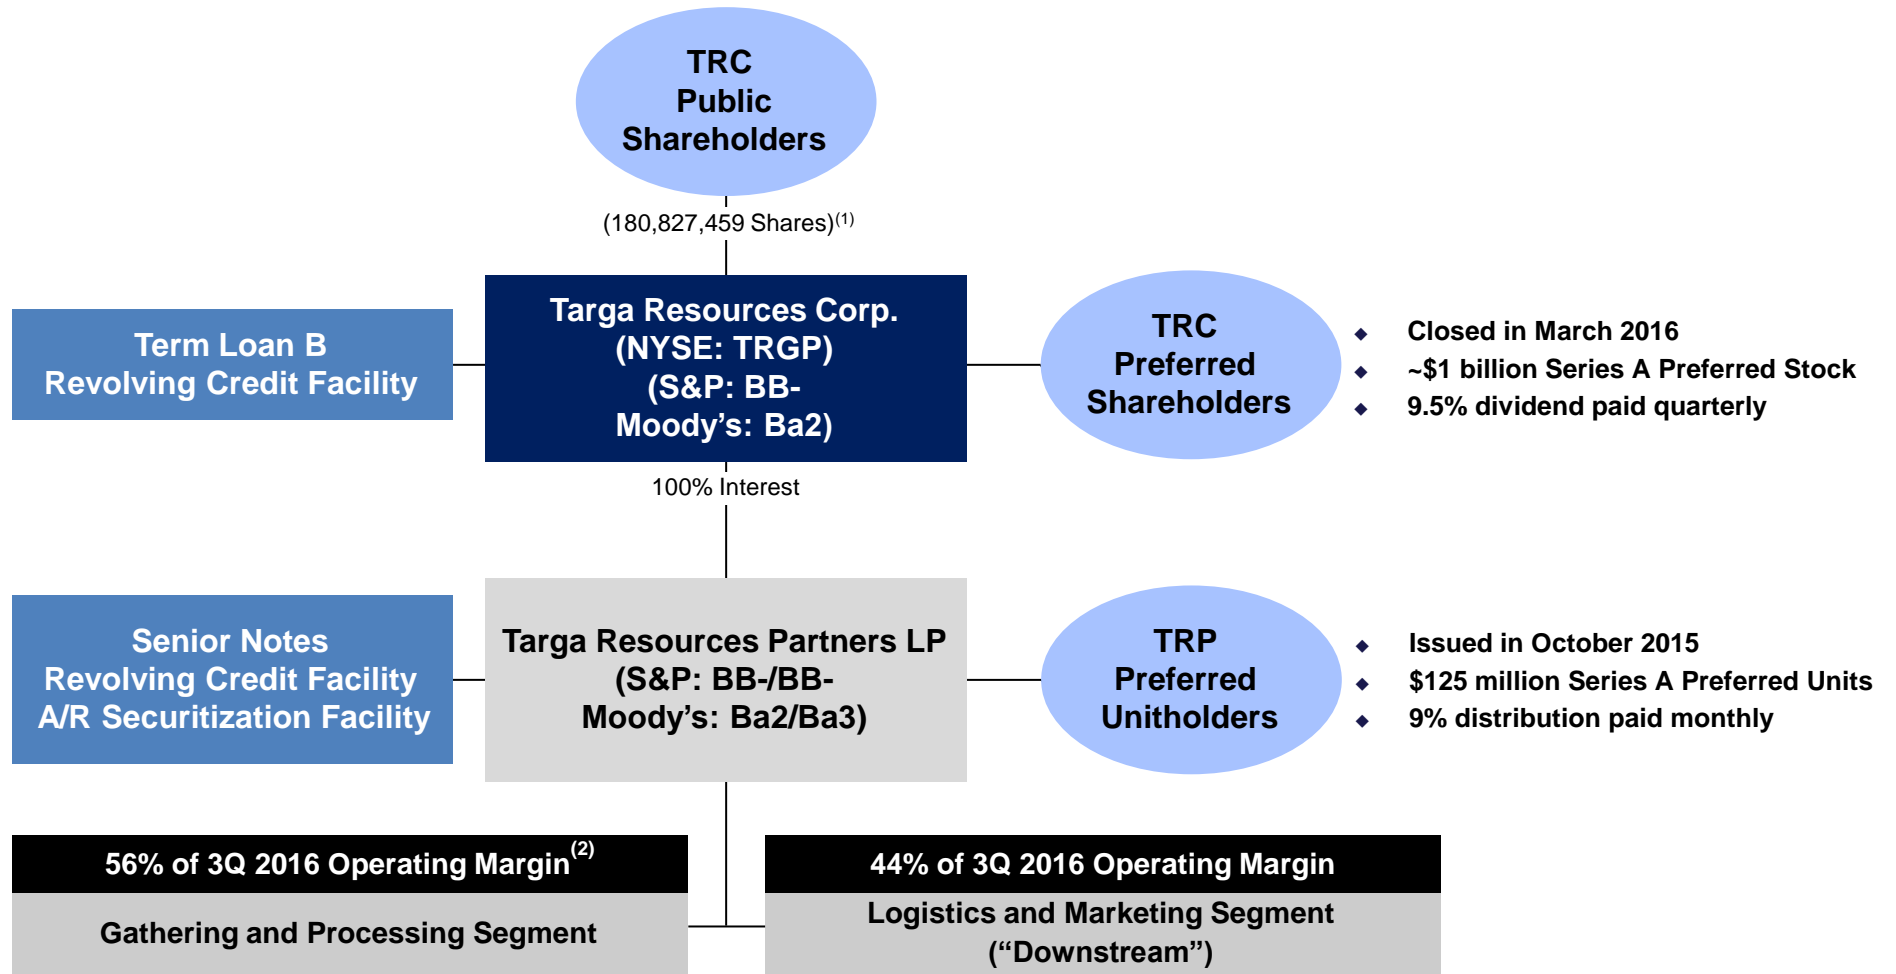 TRC
Public
Shareholders
(180,827,459 Shares)(1)
Term Loan B
Revolving Credit Facility
Targa Resources Corp.
(NYSE: TRGP)
(S&P: BB-
Moody’s: Ba2)
TRC
Preferred
Shareholders
◆ Closed in March 2016
◆ ~$1 billion Series A Preferred Stock
◆ 9.5% dividend paid quarterly
100% Interest
Senior Notes
Revolving Credit Facility
A/R Securitization Facility
Targa Resources Partners LP
(S&P: BB-/BB-
Moody’s: Ba2/Ba3)
TRP
Preferred
Unitholders
◆ Issued in October 2015
◆ $125 million Series A Preferred Units
◆ 9% distribution paid monthly
56% of 3Q 2016 Operating Margin(2)
Gathering and Processing Segment
44% of 3Q 2016 Operating Margin
Logistics and Marketing Segment
(“Downstream”)